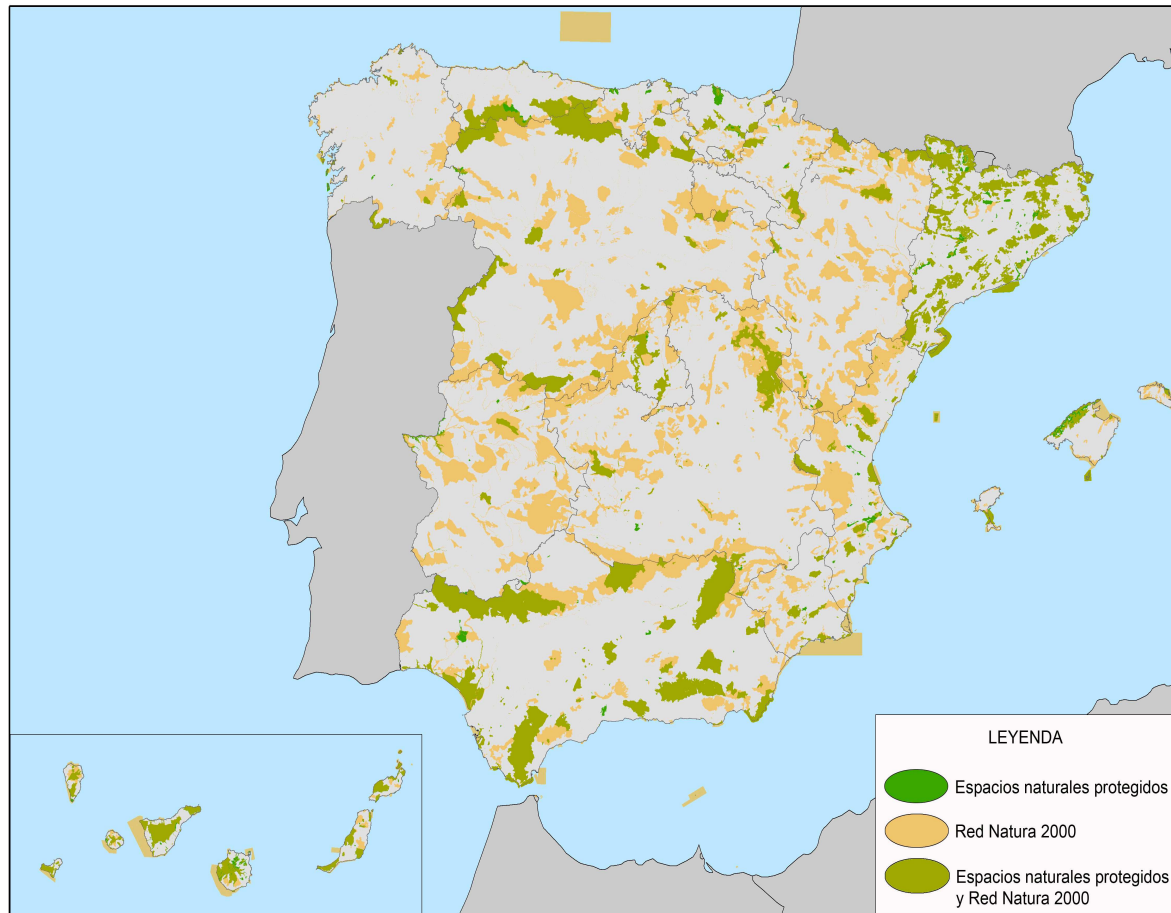 LEYENDA
Espacios naturales protegidos
Red Natura 2000
Espacios naturales protegidos
y Red Natura 2000